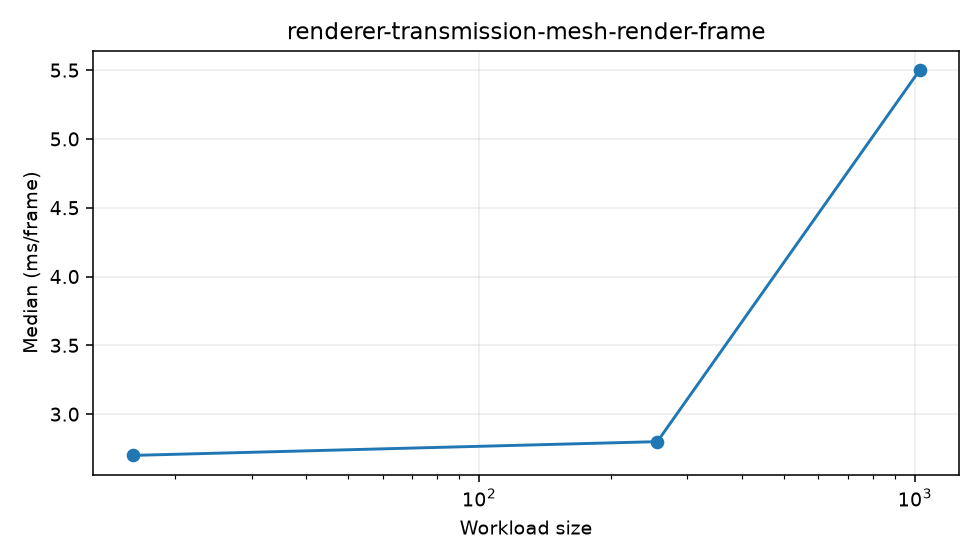 renderer-transmission-mesh-render-frame
Median (ms/frame)
5.5
5.0
4.5
4.0
3.5
3.0
10²
10³
Workload size